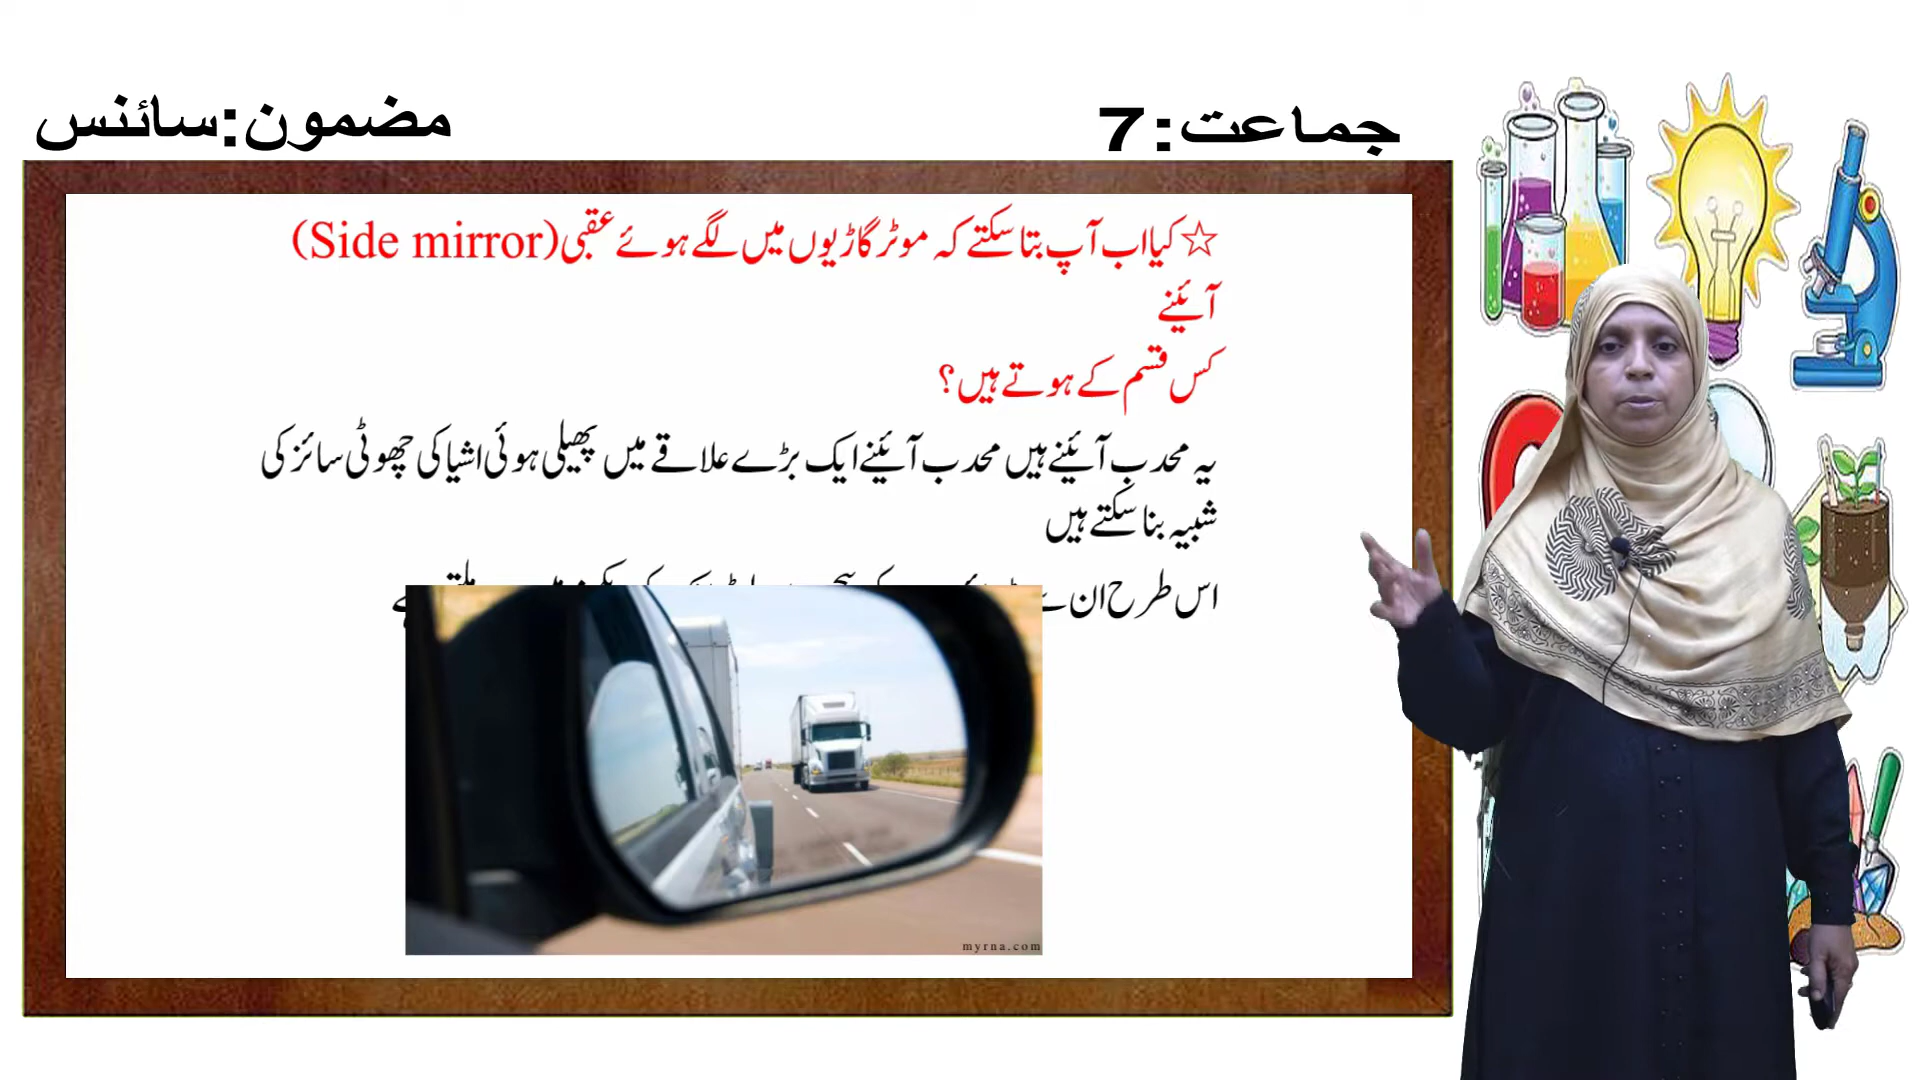 جماعت:7
مضمون:سائنس
☆کیا اب آپ بتا سکتے کہ موٹر گاڑیوں میں لگے ہوئے عقبی(Side mirror)
آئینے
کس قسم کے ہوتے ہیں؟
یہ محدب آئینے ہیں محدب آئینے ایک بڑے علاقے میں پھیلی ہوئی اشیا کی چھوٹی سائز کی
شبیہ بنا سکتے ہیں
اس طرح ان
myrna.com